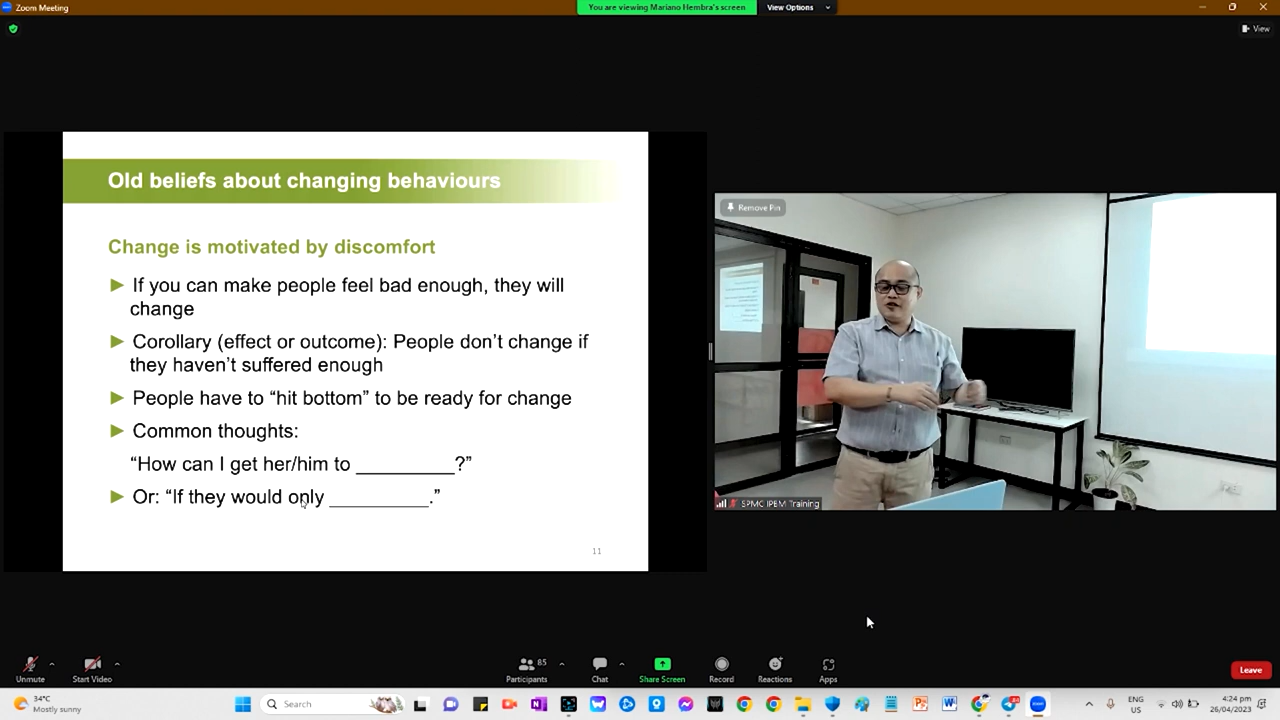 Zoom Meeting
You are viewing Mariano Hembra's screen
View Options
View
Old beliefs about changing behaviours
Change is motivated by discomfort
If you can make people feel bad enough, they will
change
Corollary (effect or outcome): People don't change if
they haven't suffered enough
People have to "hit bottom" to be ready for change
Common thoughts:
"How can I get her/him to _________?"
Or: "If they would only _________."
11
Remove Pin
SPMC IPBM Training
Unmute
Start Video
85
Participants
Chat
Share Screen
Record
Reactions
Apps
Leave
34°C
Mostly sunny
Search
ENG
US
4:24 pm
26/04/2023